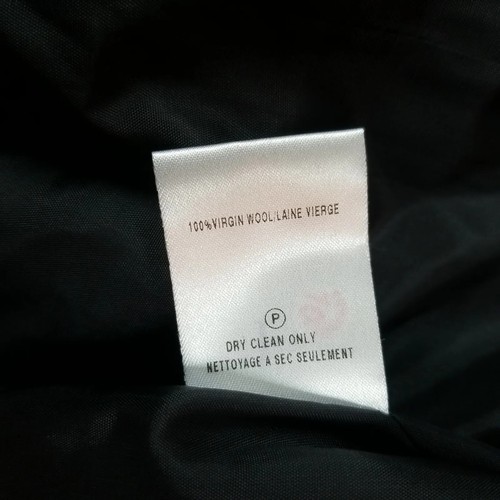 100%VIRGIN WOOL/LAINE VIERGE
P
DRY CLEAN ONLY
NETTOYAGE A SEC SEULEMENT